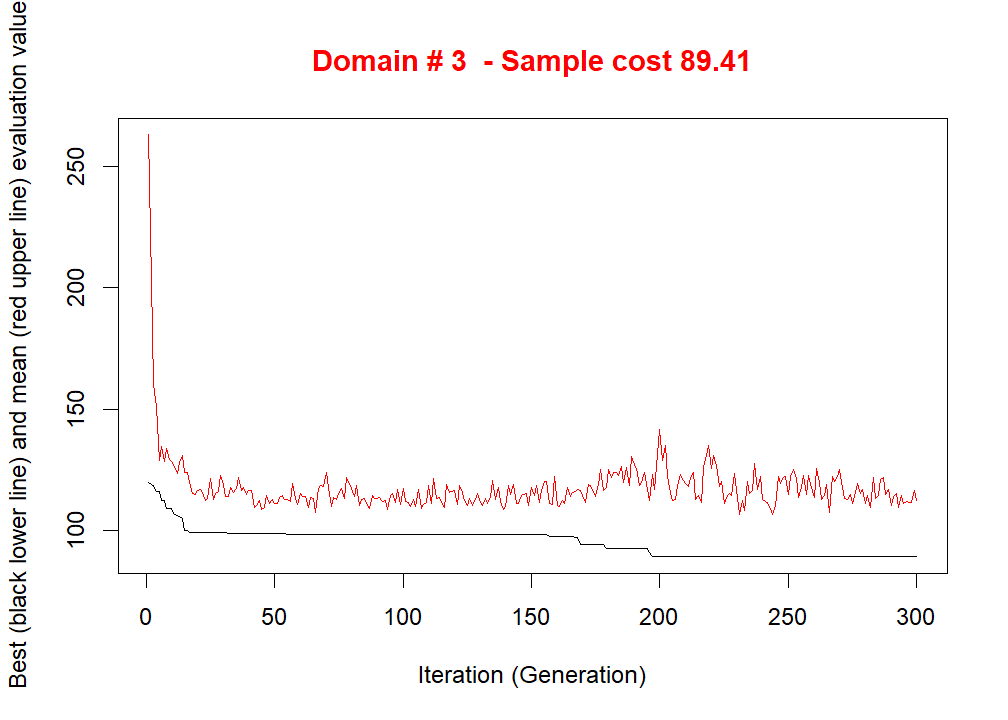 Domain # 3  - Sample cost 89.41
Best (black lower line) and mean (red upper line) evaluation value
250
200
150
100
0 50 100 150 200 250 300
Iteration (Generation)